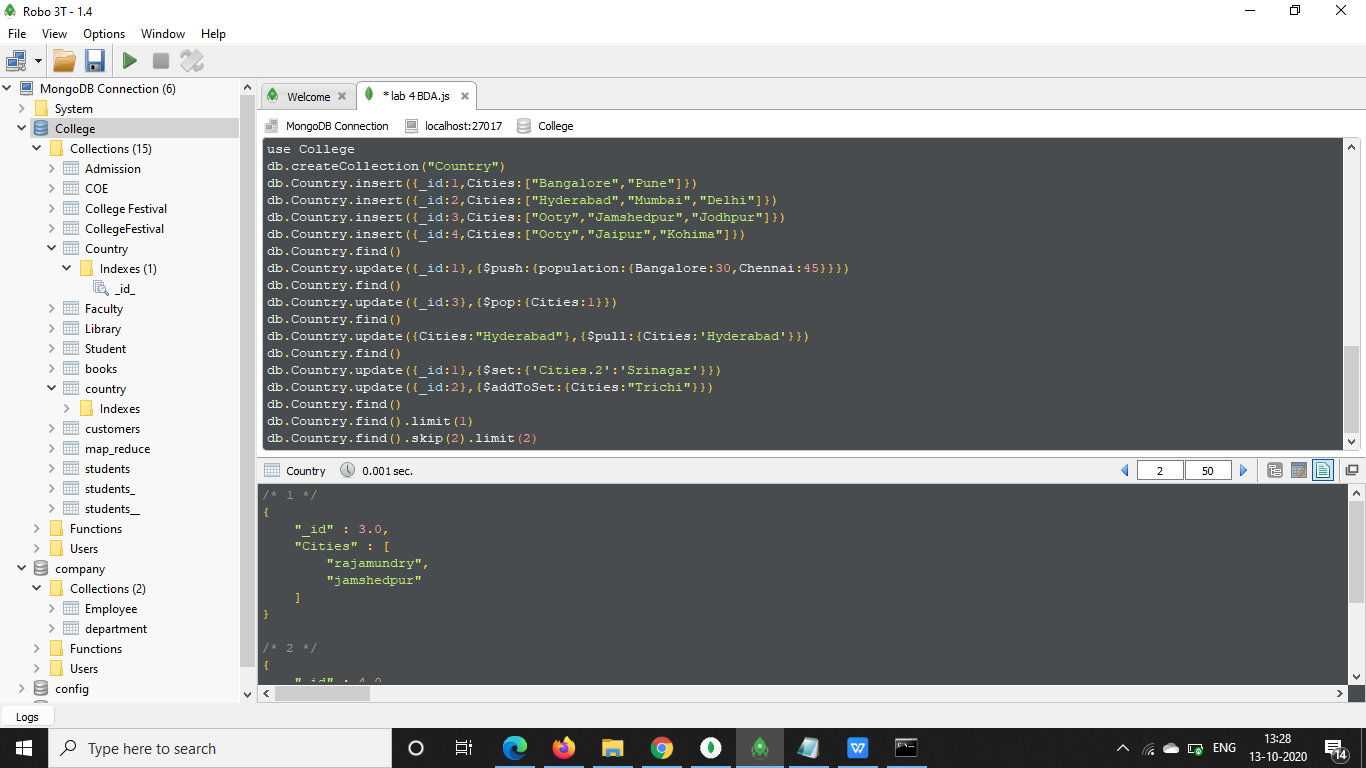 Robo 3T - 1.4
File View Options Window Help
MongoDB Connection (6)
System
College
Collections (15)
Admission
COE
College Festival
CollegeFestival
Country
Indexes (1)
_id_
Faculty
Library
Student
books
country
Indexes
customers
map_reduce
students
students_
students__
Functions
Users
company
Collections (2)
Employee
department
Functions
Users
config
Welcome
* lab 4 BDA.js
MongoDB Connection localhost:27017 College
use College
db.createCollection("Country")
db.Country.insert({_id:1,Cities:["Bangalore","Pune"]})
db.Country.insert({_id:2,Cities:["Hyderabad","Mumbai","Delhi"]})
db.Country.insert({_id:3,Cities:["Ooty","Jamshedpur","Jodhpur"]})
db.Country.insert({_id:4,Cities:["Ooty","Jaipur","Kohima"]})
db.Country.find()
db.Country.update({_id:1},{$push:{population:{Bangalore:30,Chennai:45}}})
db.Country.find()
db.Country.update({_id:3},{$pop:{Cities:1}})
db.Country.find()
db.Country.update({Cities:"Hyderabad"},{$pull:{Cities:'Hyderabad'}})
db.Country.find()
db.Country.update({_id:1},{$set:{'Cities.2':'Srinagar'}})
db.Country.update({_id:2},{$addToSet:{Cities:"Trichi"}})
db.Country.find()
db.Country.find().limit(1)
db.Country.find().skip(2).limit(2)
Country 0.001 sec. 2 50
/* 1 */
{
"_id" : 3.0,
"Cities" : [
"rajamundry",
"jamshedpur"
]
}
/* 2 */
{
"_id" : 4.0
Logs
Type here to search
ENG
13:28
13-10-2020
14